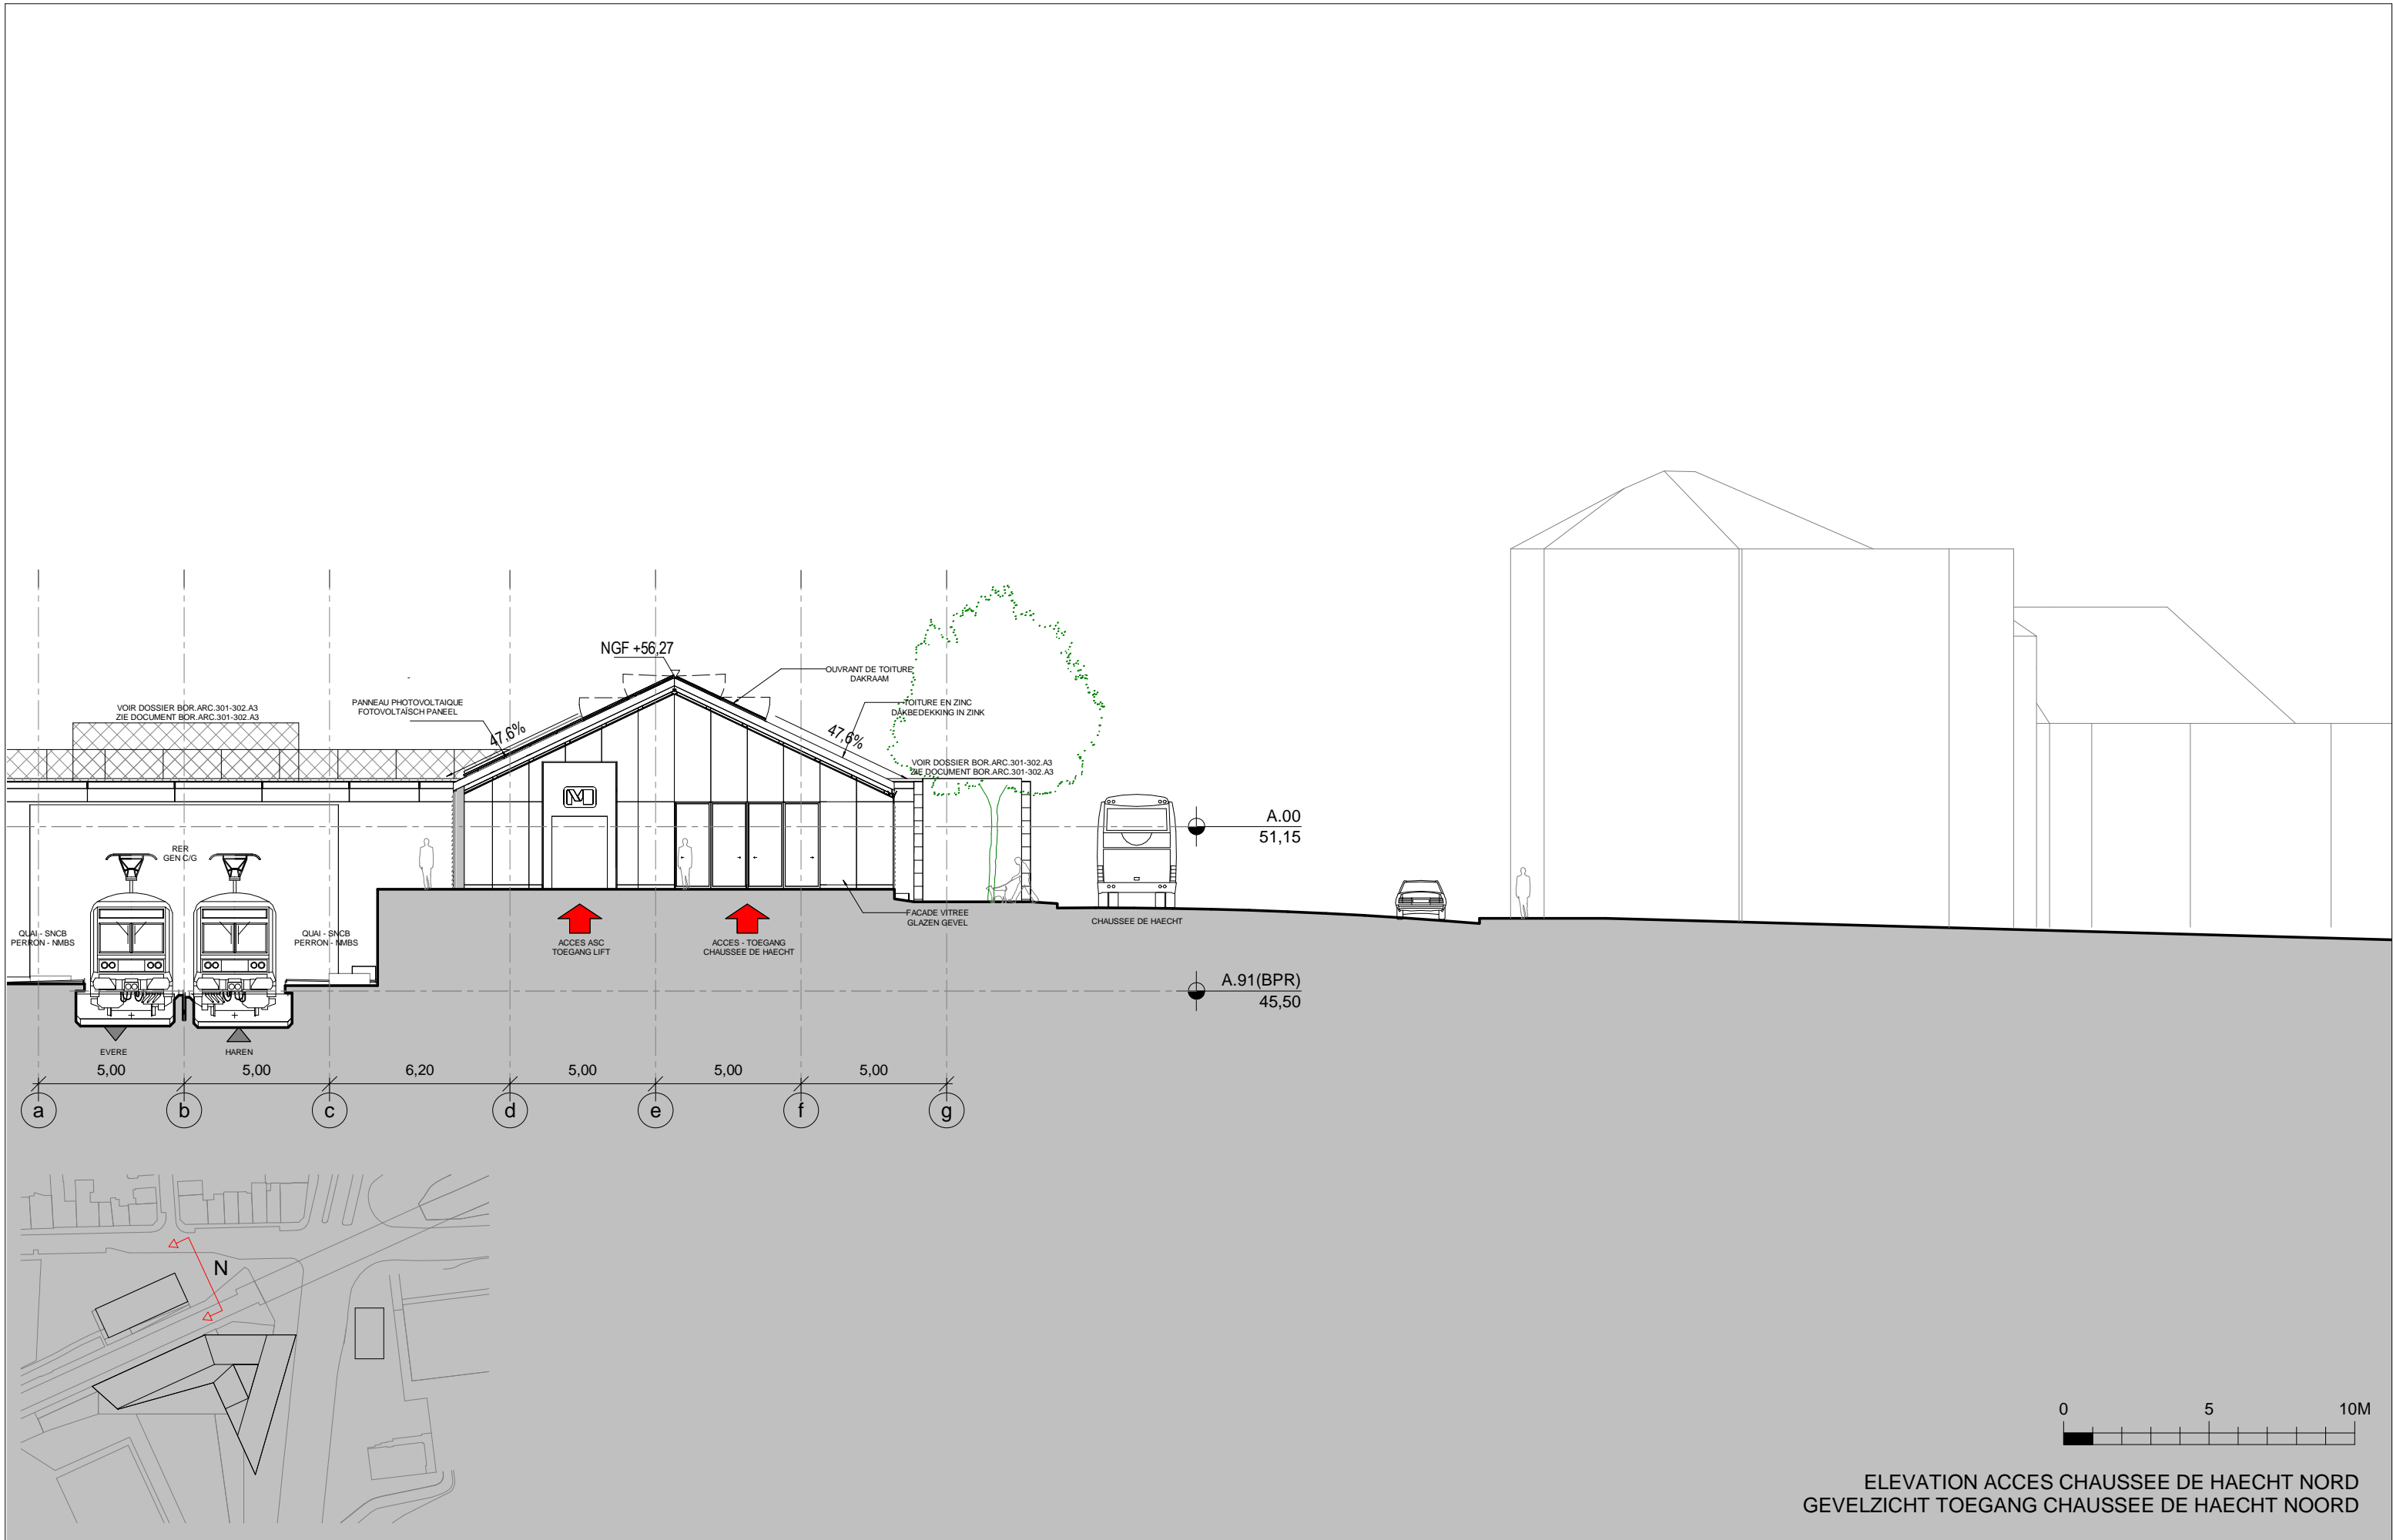 NGF +56,27
OUVRANT DE TOITURE
DAKRAAM
PANNEAU PHOTOVOLTAIQUE
FOTOVOLTAÏSCH PANEEL
TOITURE EN ZINC
DAKBEDEKKING IN ZINK
VOIR DOSSIER BOR.ARC.301-302.A3
ZIE DOCUMENT BOR.ARC.301-302.A3
47,6%
47,6%
VOIR DOSSIER BOR.ARC.301-302.A3
ZIE DOCUMENT BOR.ARC.301-302.A3
M
A.00
51,15
RER
GEN C/G
QUAI - SNCB
PERRON - NMBS
QUAI - SNCB
PERRON - NMBS
ACCES ASC
TOEGANG LIFT
ACCES - TOEGANG
CHAUSSEE DE HAECHT
FACADE VITREE
GLAZEN GEVEL
CHAUSSEE DE HAECHT
A.91(BPR)
45,50
EVERE
HAREN
5,00
5,00
6,20
5,00
5,00
5,00
a
b
c
d
e
f
g
N
0
5
10M
ELEVATION ACCES CHAUSSEE DE HAECHT NORD
GEVELZICHT TOEGANG CHAUSSEE DE HAECHT NOORD